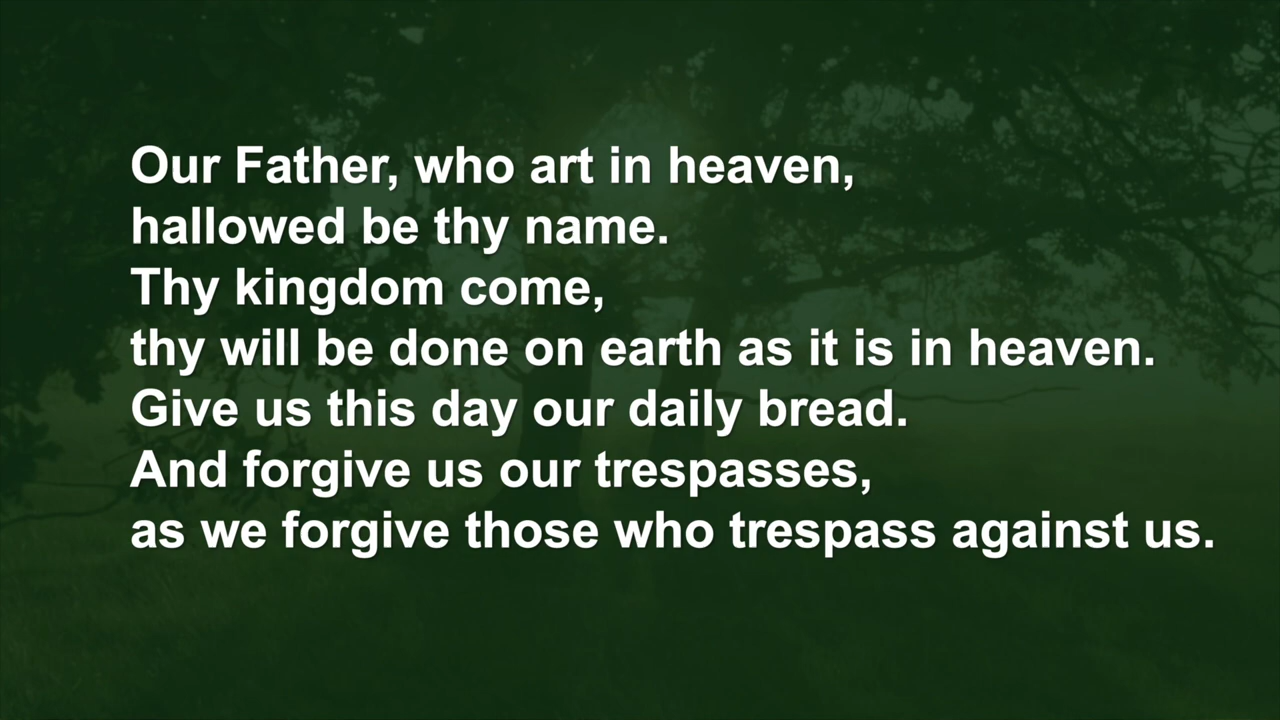 Our Father, who art in heaven,
hallowed be thy name.
Thy kingdom come,
thy will be done on earth as it is in heaven.
Give us this day our daily bread.
And forgive us our trespasses,
as we forgive those who trespass against us.